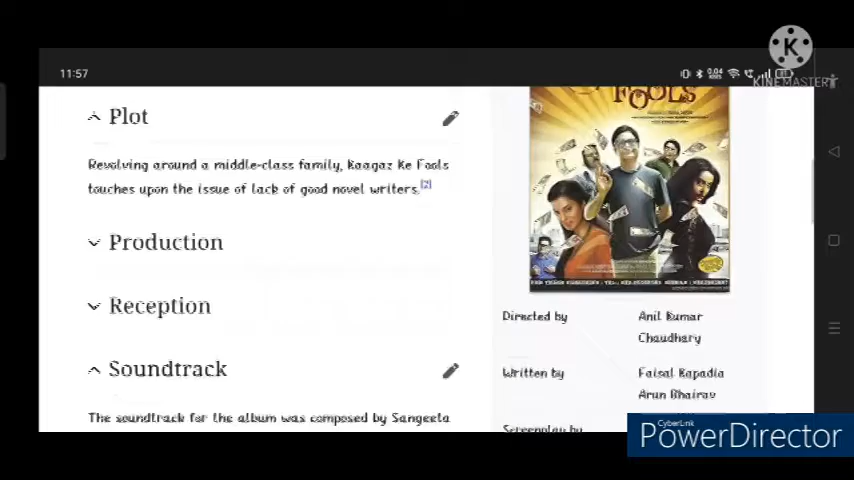 11:57
KINEMASTER
FOOLS
Plot
Revolving around a middle-class family, Kaagaz Ke Fools
touches upon the issue of lack of good novel writers.[2]
Production
Reception
Soundtrack
The soundtrack for the album was composed by Sangeeta
Directed by
Anil Kumar
Chaudhary
Written by
Faisal Kapadia
Arun Bhairav
Screenplay by
CyberLink
PowerDirector